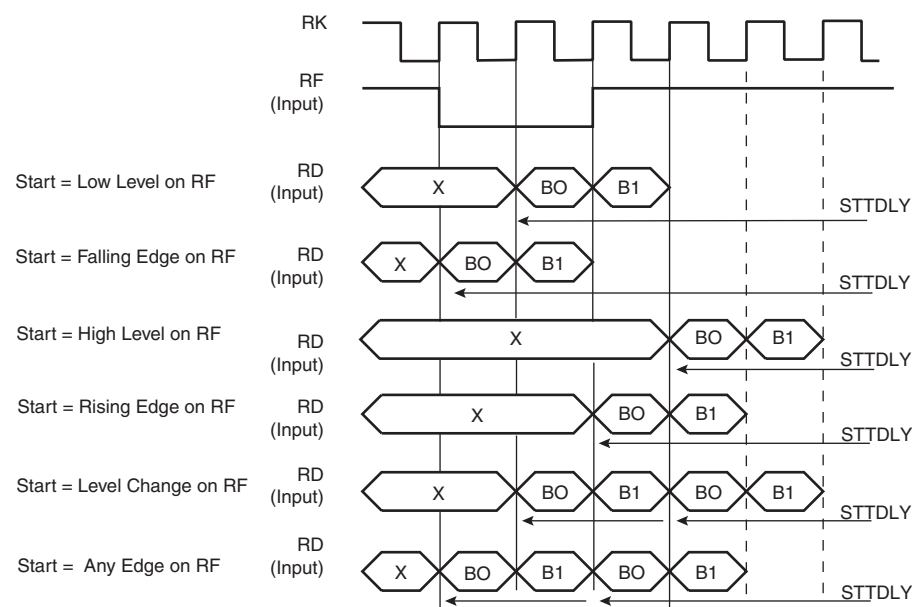 RK
RF
(Input)
Start = Low Level on RF
RD
(Input)
X
BO
B1
STTDLY
Start = Falling Edge on RF
RD
(Input)
X
BO
B1
STTDLY
Start = High Level on RF
RD
(Input)
X
BO
B1
STTDLY
Start = Rising Edge on RF
RD
(Input)
X
BO
B1
STTDLY
Start = Level Change on RF
RD
(Input)
X
BO
B1
BO
B1
STTDLY
Start = Any Edge on RF
RD
(Input)
X
BO
B1
BO
B1
STTDLY